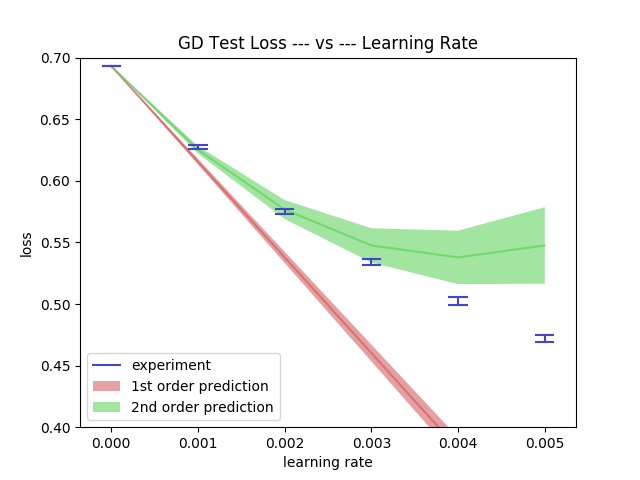 GD Test Loss --- vs --- Learning Rate
0.70
0.65
0.60
0.55
0.50
0.45
0.40
loss
experiment
1st order prediction
2nd order prediction
0.000 0.001 0.002 0.003 0.004 0.005
learning rate